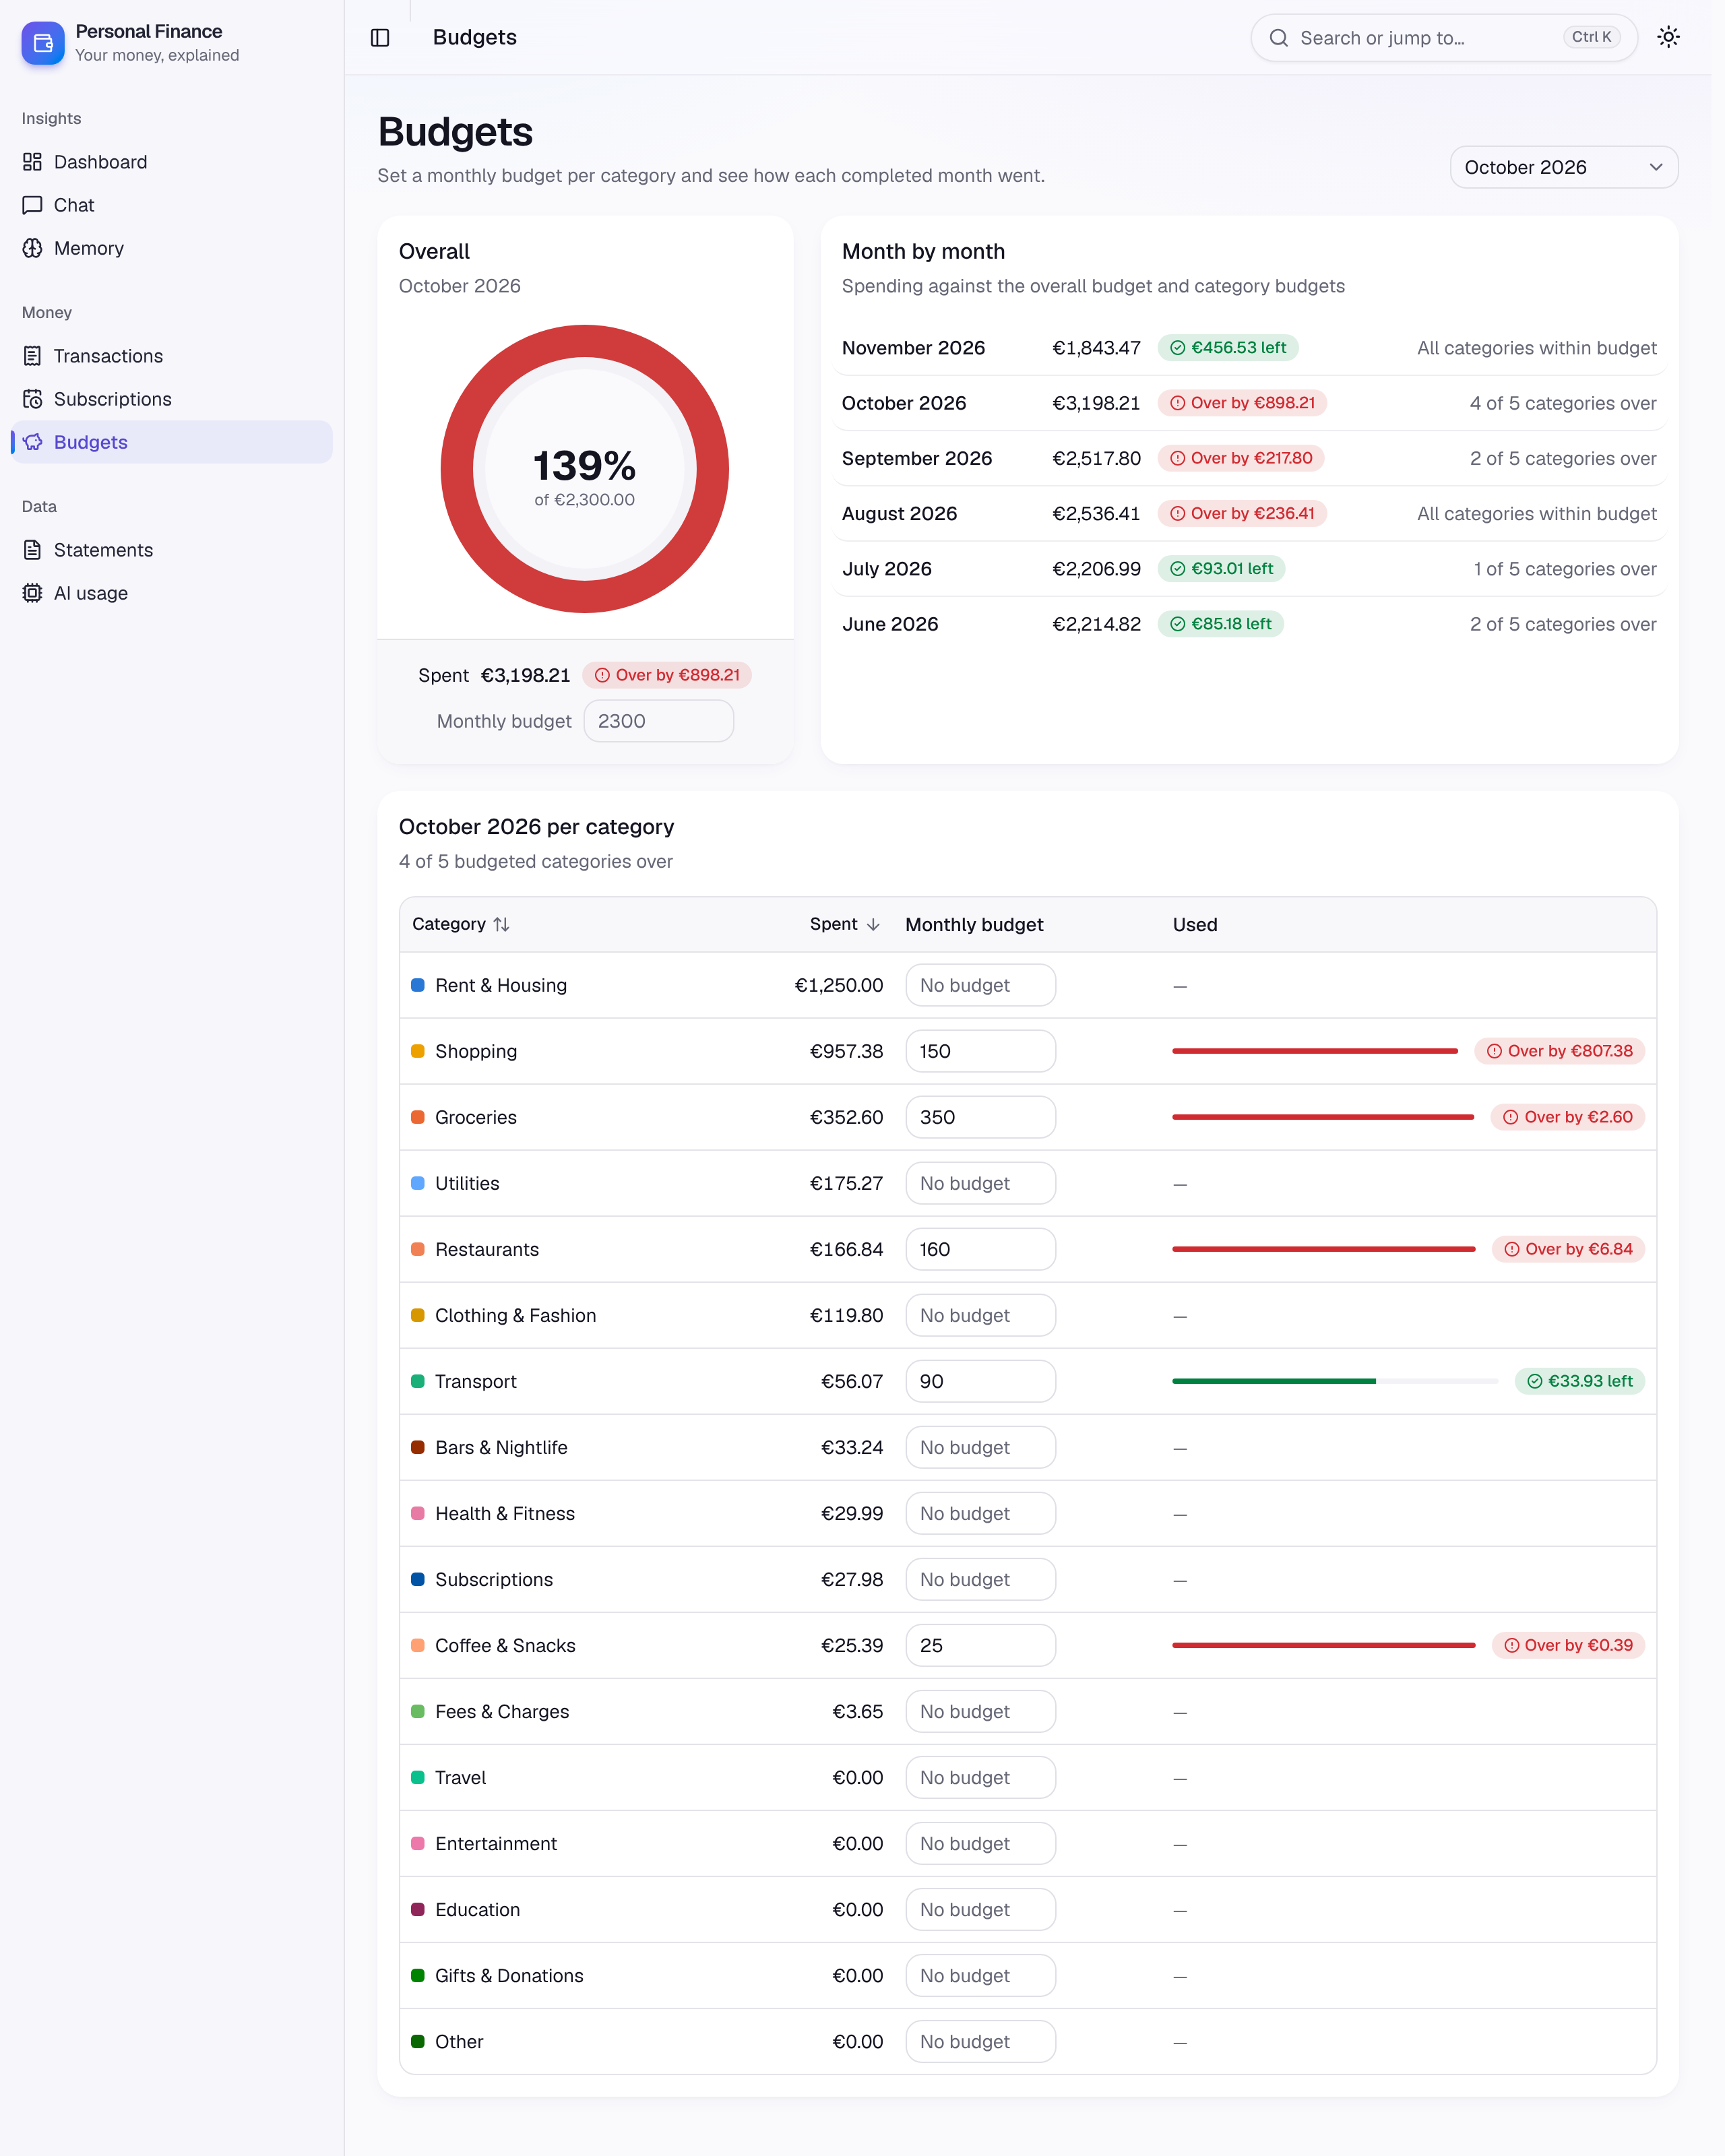 Personal Finance
Your money, explained
Insights
Dashboard
Chat
Memory
Money
Transactions
Subscriptions
Budgets
Data
Statements
AI usage
Budgets
Search or jump to…
Ctrl K
Budgets
Set a monthly budget per category and see how each completed month went.
October 2026
Overall
October 2026
139%
of €2,300.00
Spent €3,198.21 Over by €898.21
Monthly budget 2300
Month by month
Spending against the overall budget and category budgets
November 2026 €1,843.47 €456.53 left All categories within budget
October 2026 €3,198.21 Over by €898.21 4 of 5 categories over
September 2026 €2,517.80 Over by €217.80 2 of 5 categories over
August 2026 €2,536.41 Over by €236.41 All categories within budget
July 2026 €2,206.99 €93.01 left 1 of 5 categories over
June 2026 €2,214.82 €85.18 left 2 of 5 categories over
October 2026 per category
4 of 5 budgeted categories over
Category Spent Monthly budget Used
Rent & Housing €1,250.00 No budget —
Shopping €957.38 150 Over by €807.38
Groceries €352.60 350 Over by €2.60
Utilities €175.27 No budget —
Restaurants €166.84 160 Over by €6.84
Clothing & Fashion €119.80 No budget —
Transport €56.07 90 €33.93 left
Bars & Nightlife €33.24 No budget —
Health & Fitness €29.99 No budget —
Subscriptions €27.98 No budget —
Coffee & Snacks €25.39 25 Over by €0.39
Fees & Charges €3.65 No budget —
Travel €0.00 No budget —
Entertainment €0.00 No budget —
Education €0.00 No budget —
Gifts & Donations €0.00 No budget —
Other €0.00 No budget —